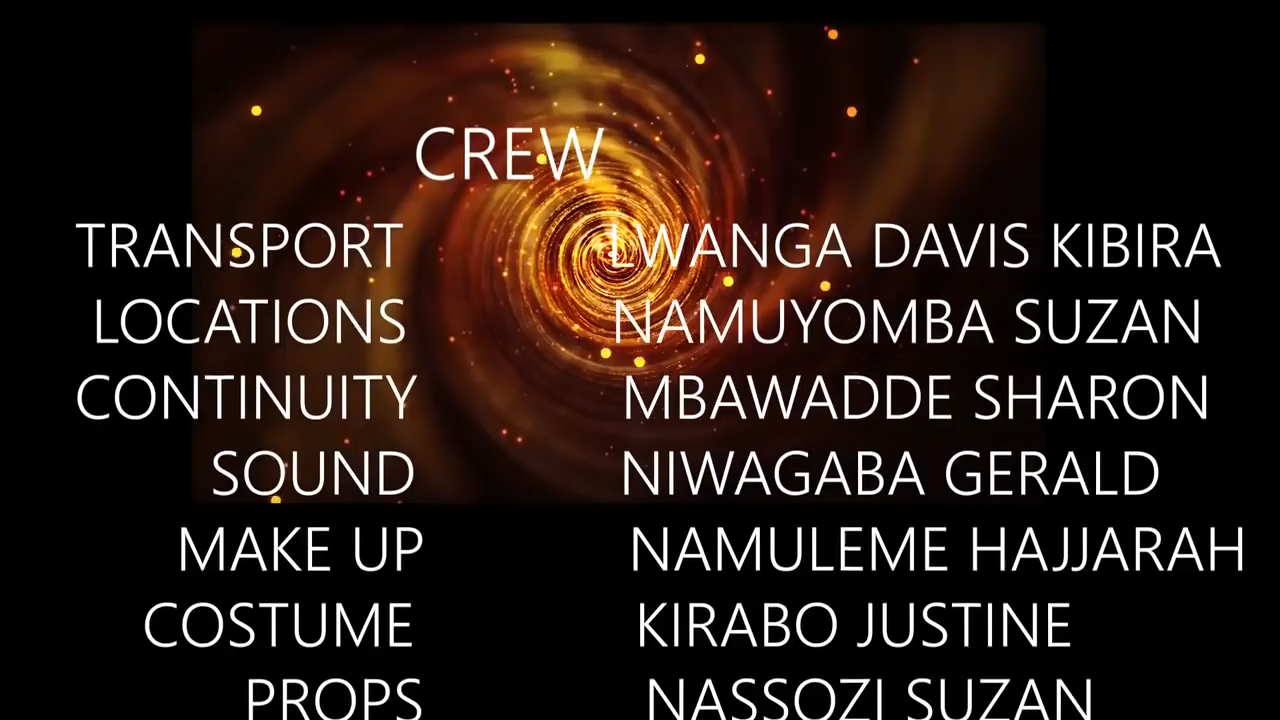 CREW
TRANSPORT LWANGA DAVIS KIBIRA
LOCATIONS NAMUYOMBA SUZAN
CONTINUITY MBAWADDE SHARON
SOUND NIWAGABA GERALD
MAKE UP NAMULEME HAJJARAH
COSTUME KIRABO JUSTINE
PROPS NASSOZI SUZAN